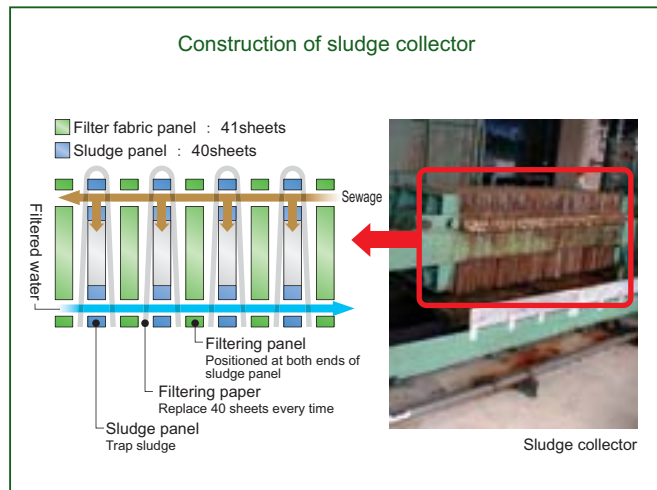 Construction of sludge collector
Filter fabric panel : 41sheets
Sludge panel : 40sheets
Sewage
Filtered water
Filtering panel
Positioned at both ends of
sludge panel
Filtering paper
Replace 40 sheets every time
Sludge panel
Trap sludge
Sludge collector